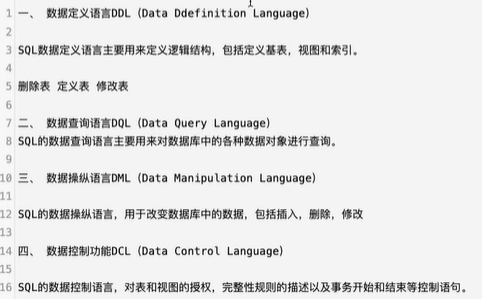 1 一、 数据定义语言DDL（Data Ddefinition Language）
2
3 SQL数据定义语言主要用来定义逻辑结构，包括定义基表，视图和索引。
4
5 删除表 定义表 修改表
6
7 二、 数据查询语言DQL（Data Query Language）
8 SQL的数据查询语言主要用来对数据库中的各种数据对象进行查询。
9
10 三、 数据操纵语言DML（Data Manipulation Language）
11
12 SQL的数据操纵语言，用于改变数据库中的数据，包括插入，删除，修改
13
14 四、 数据控制功能DCL（Data Control Language）
15
16 SQL的数据控制语言，对表和视图的授权，完整性规则的描述以及事务开始和结束等控制语句。